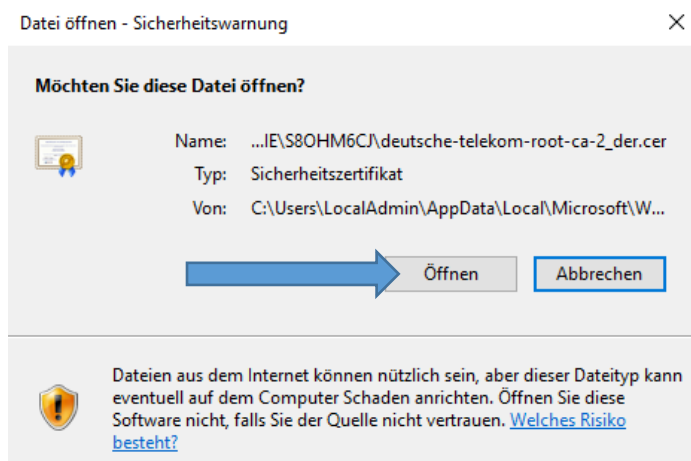 Datei öffnen - Sicherheitswarnung
Möchten Sie diese Datei öffnen?
Name: ...IE\S8OHM6CJ\deutsche-telekom-root-ca-2_der.cer
Typ: Sicherheitszertifikat
Von: C:\Users\LocalAdmin\AppData\Local\Microsoft\W...
Öffnen Abbrechen
Dateien aus dem Internet können nützlich sein, aber dieser Dateityp kann
eventuell auf dem Computer Schaden anrichten. Öffnen Sie diese
Software nicht, falls Sie der Quelle nicht vertrauen. Welches Risiko
besteht?